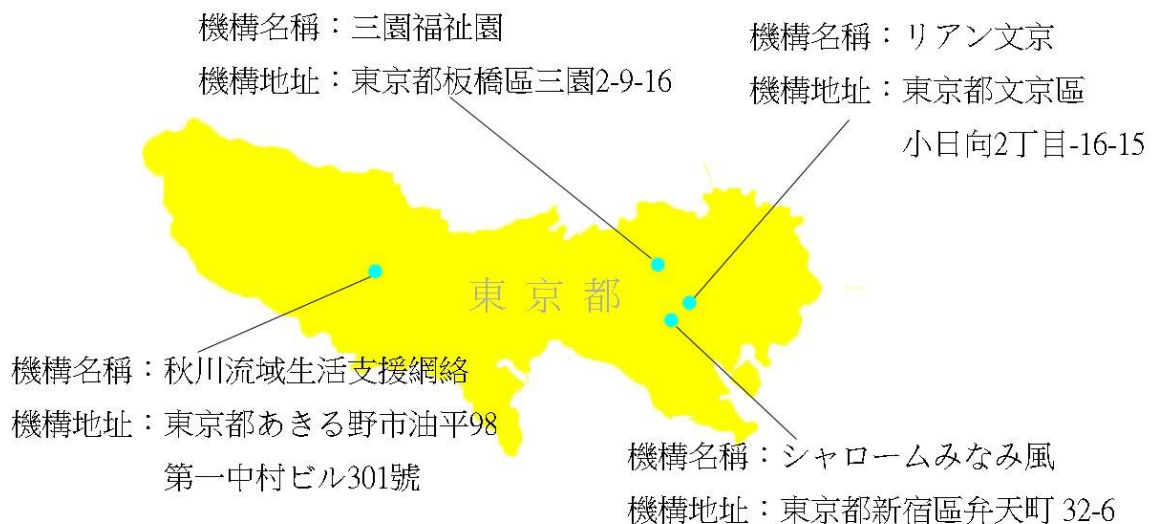 機構名稱：三園福祉園
機構地址：東京都板橋區三園2-9-16
機構名稱：リアン文京
機構地址：東京都文京區
小日向2丁目-16-15
東京都
機構名稱：秋川流域生活支援網絡
機構地址：東京都あきる野市油平98
第一中村ビル301號
機構名稱：シャロームみなみ風
機構地址：東京都新宿區弁天町 32-6